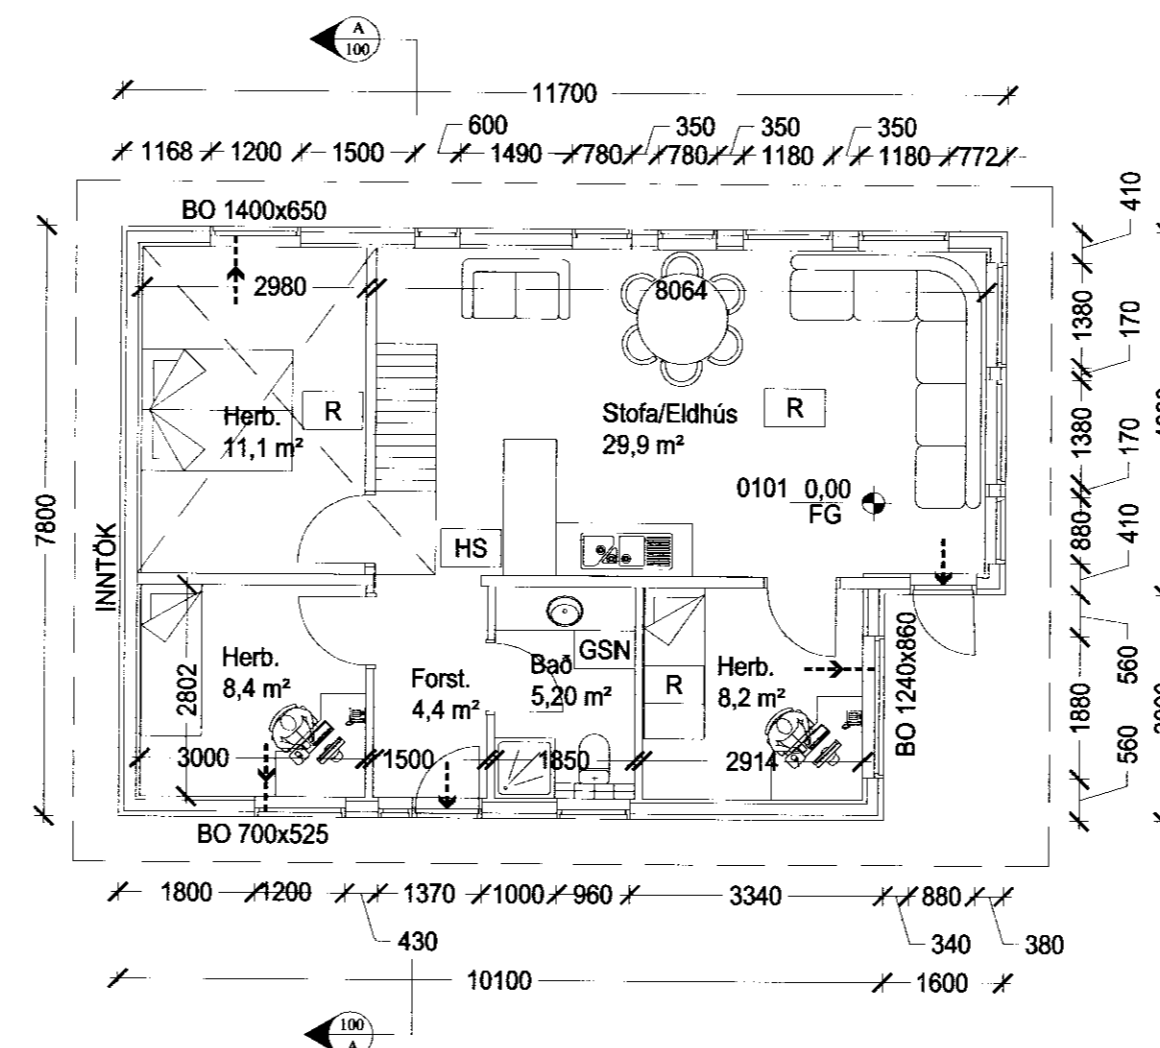 A
100
11700
600
350
350
350
1168
1200
1500
1490
780
780
1180
1180
772
410
BO 1400x650
2980
8064
1380
170
Herb.
11,1 m²
R
Stofa/Eldhús
29,9 m²
R
1380
170
7800
0101 0,00
FG
HS
880
410
INNTÖK
Herb.
8,4 m²
2802
Forst.
4,4 m²
GSN
Bað
5,20 m²
R
Herb.
8,2 m²
BO 1240x860
560
1880
560
3000
1500
1850
2914
BO 700x525
1800
1200
1370
1000
960
3340
880
430
340
380
10100
1600
100
A